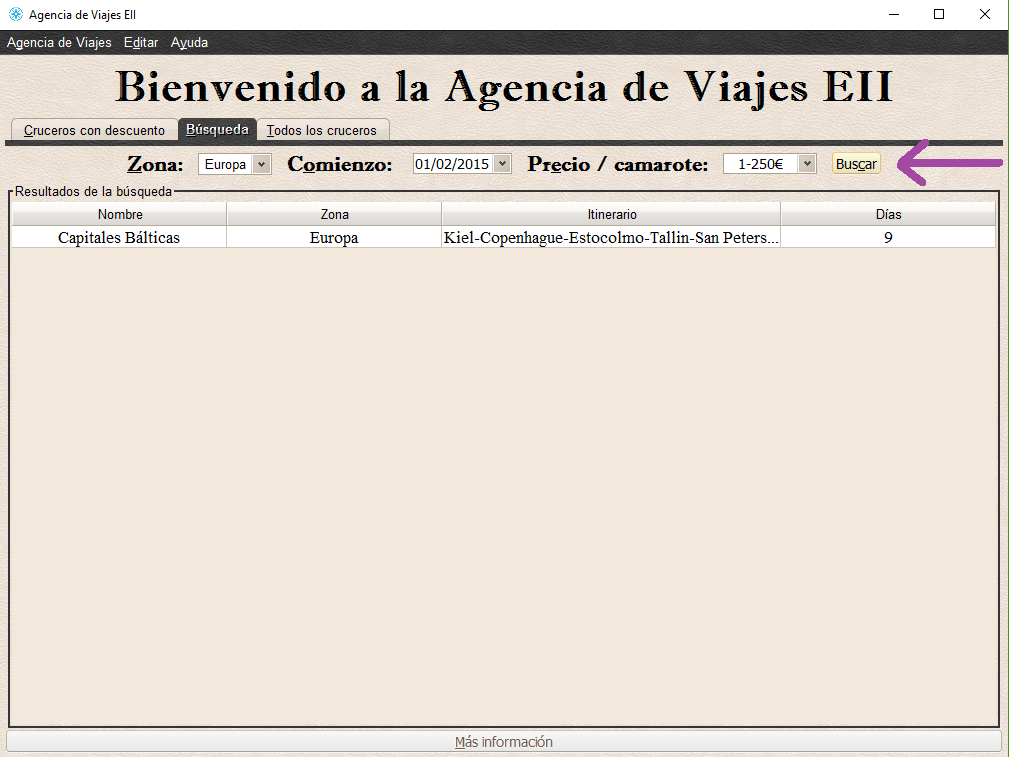 Agencia de Viajes EII
Agencia de Viajes Editar Ayuda
Bienvenido a la Agencia de Viajes EII
Cruceros con descuento Búsqueda Todos los cruceros
Zona: Europa Comienzo: 01/02/2015 Precio / camarote: 1-250€ Buscar
Resultados de la búsqueda
Nombre Zona Itinerario Días
Capitales Bálticas Europa Kiel-Copenhague-Estocolmo-Tallin-San Peters... 9
Más información